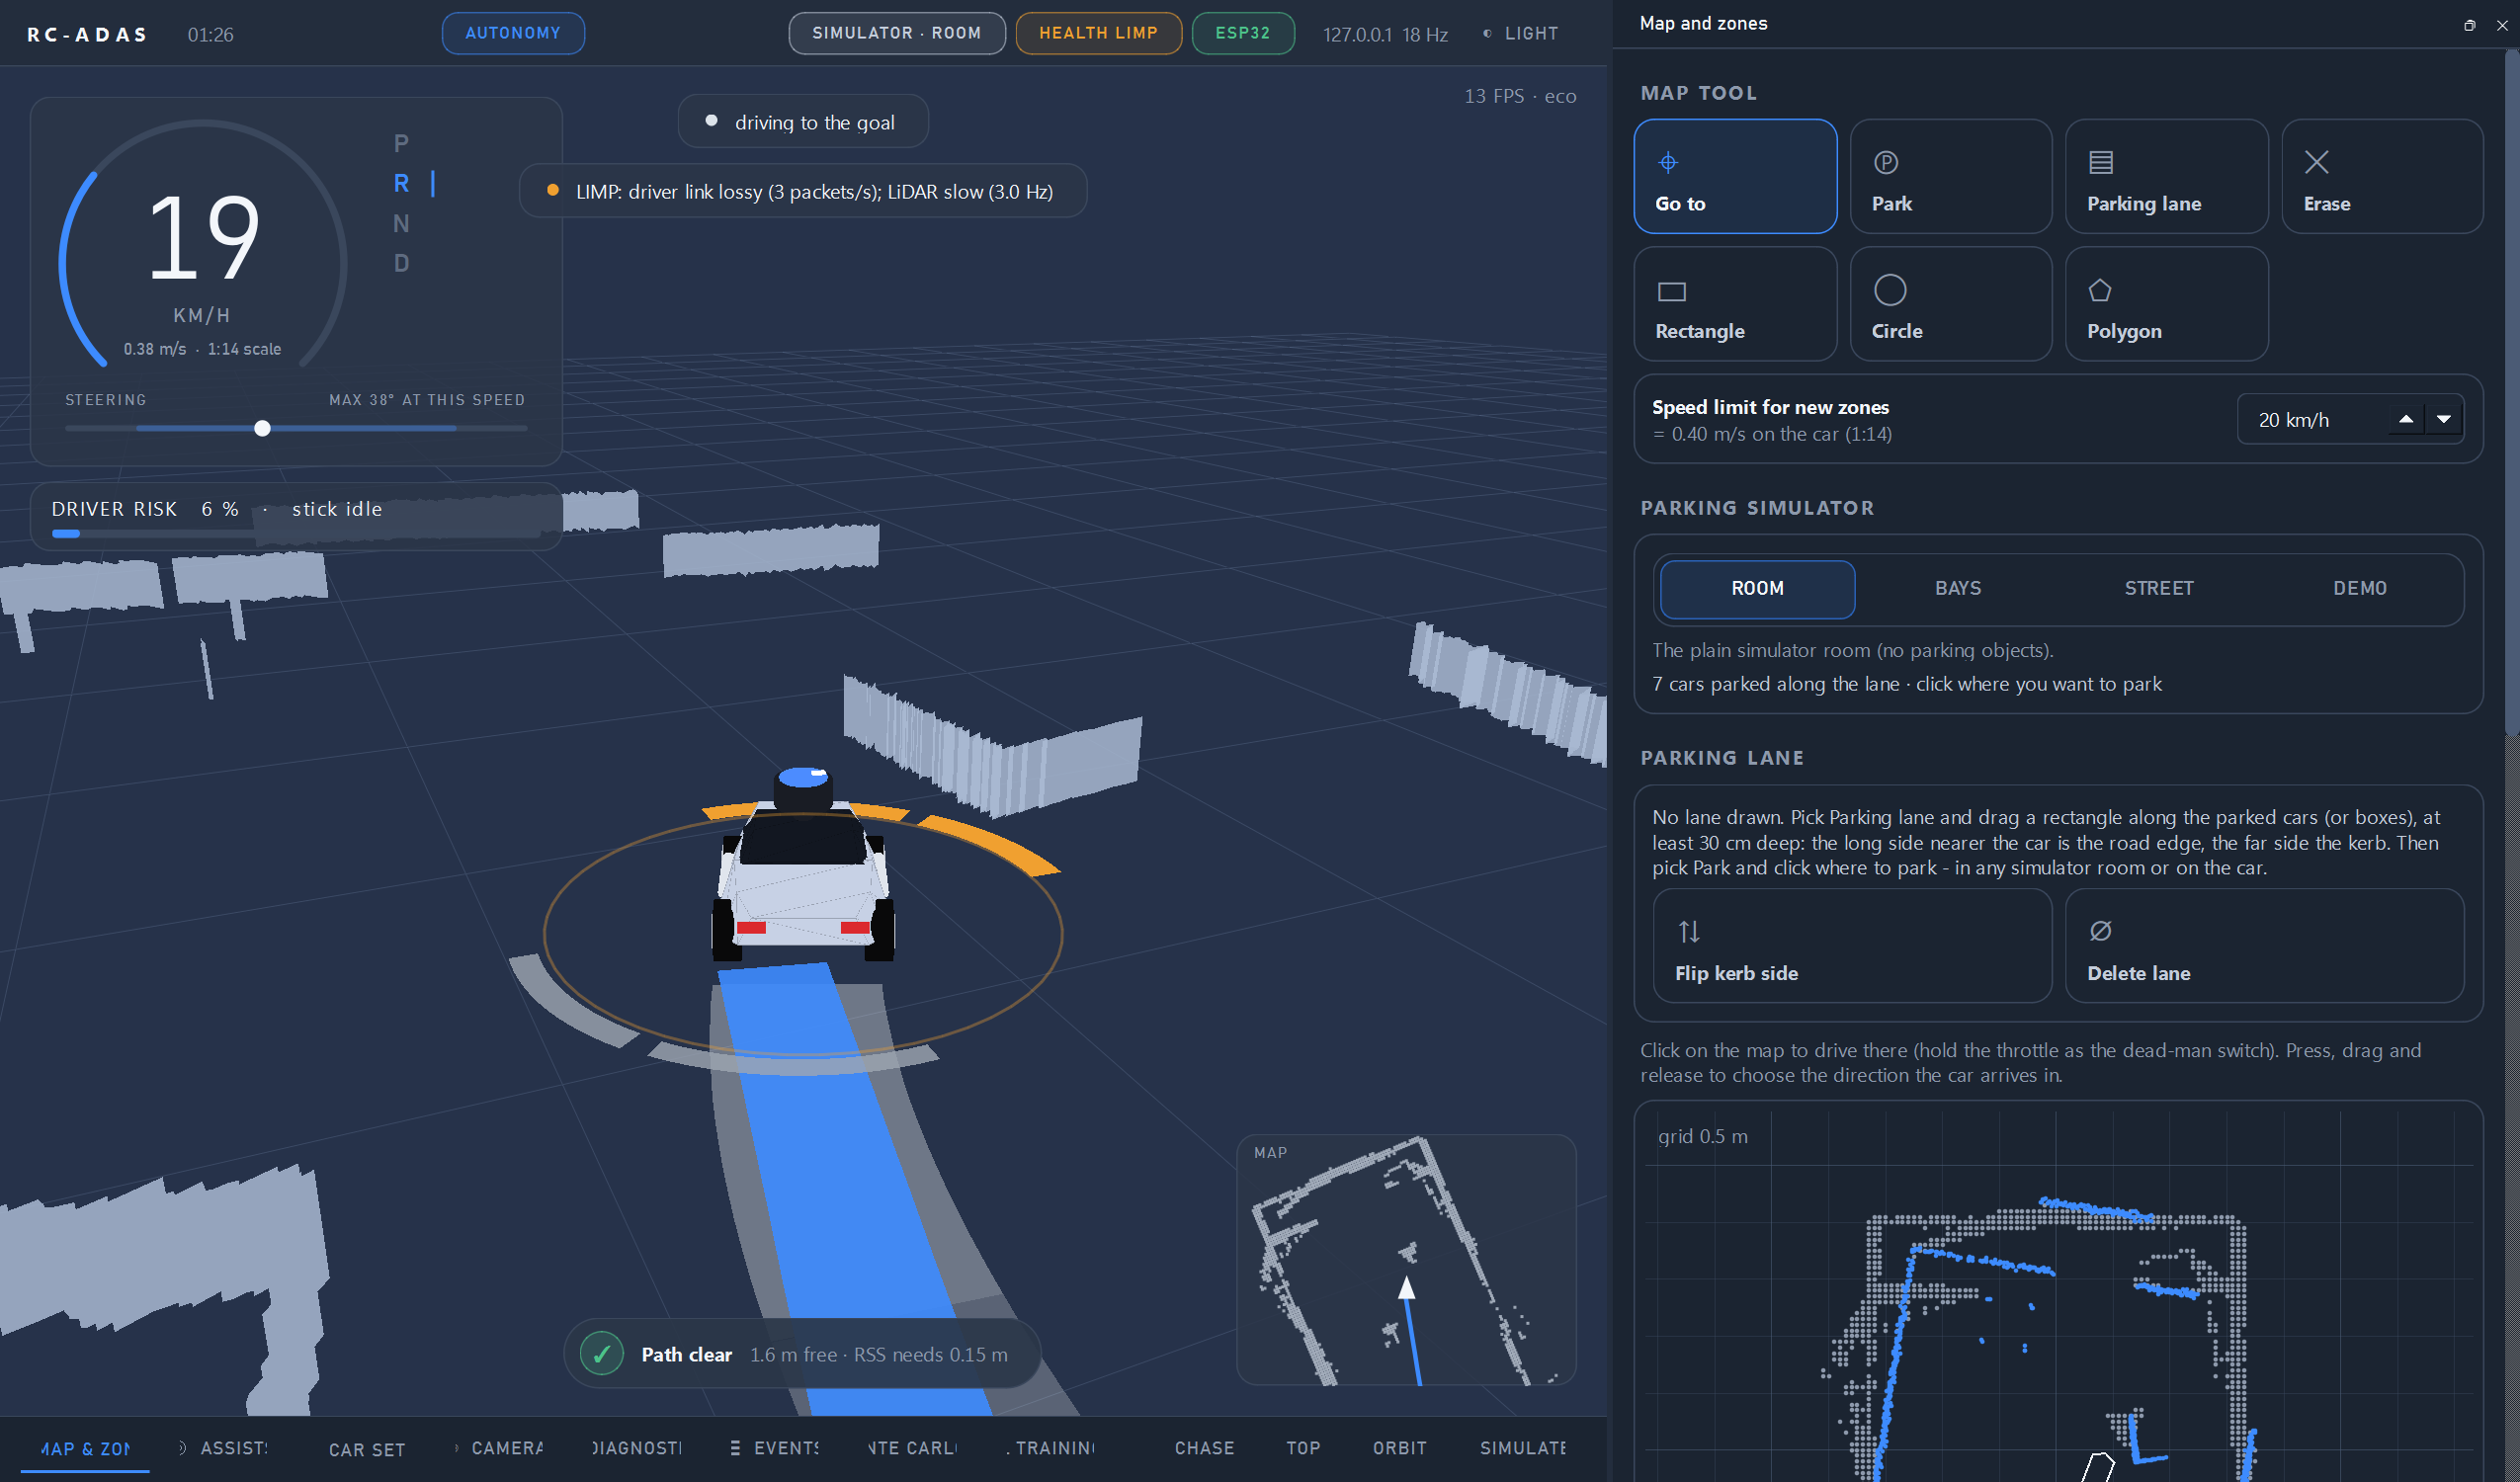 RC-ADAS
01:26
AUTONOMY
SIMULATOR · ROOM
HEALTH LIMP
ESP32
127.0.0.1 18 Hz
LIGHT
13 FPS · eco
driving to the goal
LIMP: driver link lossy (3 packets/s); LiDAR slow (3.0 Hz)
19
KM/H
0.38 m/s · 1:14 scale
P
R
N
D
STEERING
MAX 38° AT THIS SPEED
DRIVER RISK 6 % · stick idle
Path clear 1.6 m free · RSS needs 0.15 m
MAP
MAP & ZON
ASSIST
CAR SET
CAMERA
DIAGNOSTI
EVENTS
NTE CARL
. TRAININ
CHASE
TOP
ORBIT
SIMULATE
Map and zones
MAP TOOL
Go to
Park
Parking lane
Erase
Rectangle
Circle
Polygon
Speed limit for new zones
= 0.40 m/s on the car (1:14)
20 km/h
PARKING SIMULATOR
ROOM
BAYS
STREET
DEMO
The plain simulator room (no parking objects).
7 cars parked along the lane · click where you want to park
PARKING LANE
No lane drawn. Pick Parking lane and drag a rectangle along the parked cars (or boxes), at
least 30 cm deep: the long side nearer the car is the road edge, the far side the kerb. Then
pick Park and click where to park - in any simulator room or on the car.
Flip kerb side
Delete lane
Click on the map to drive there (hold the throttle as the dead-man switch). Press, drag and
release to choose the direction the car arrives in.
grid 0.5 m